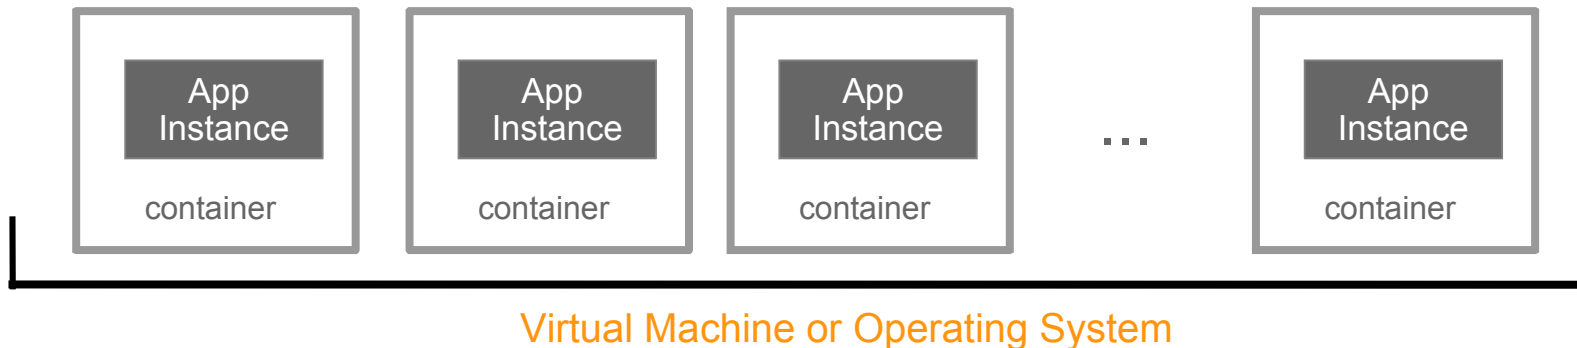 App
Instance
container
App
Instance
container
App
Instance
container
...
App
Instance
container
Virtual Machine or Operating System